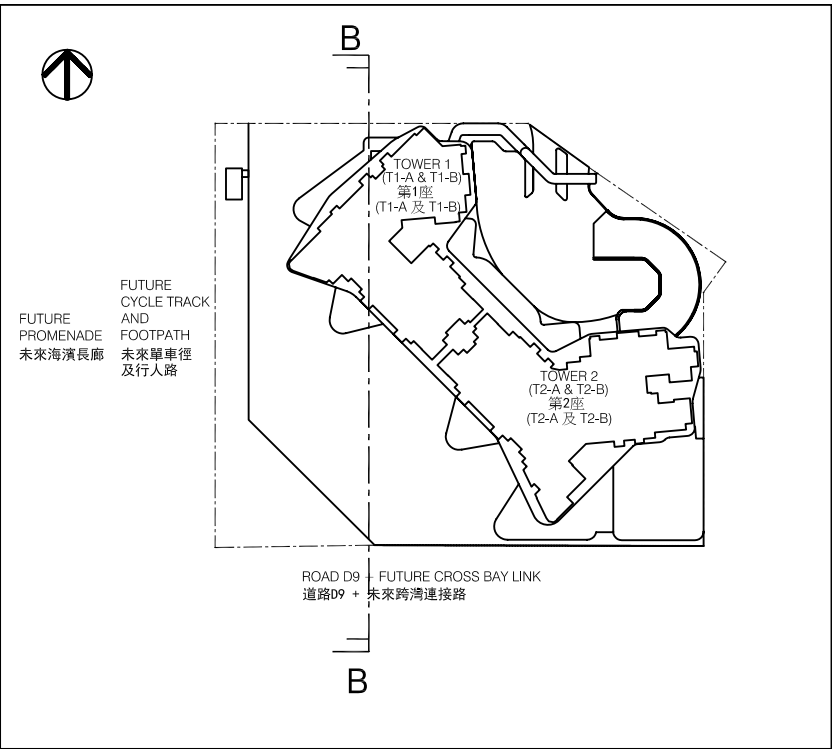 B
TOWER 1
(T1-A & T1-B)
第1座
(T1-A 及 T1-B)
FUTURE
PROMENADE
未來海濱長廊
FUTURE
CYCLE TRACK
AND
FOOTPATH
未來單車徑
及行人路
TOWER 2
(T2-A & T2-B)
第2座
(T2-A 及 T2-B)
ROAD D9 + FUTURE CROSS BAY LINK
道路D9 + 未來跨灣連接路
B